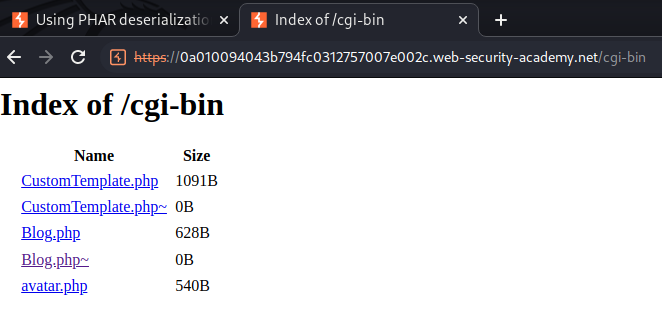 Using PHAR deserializatio
Index of /cgi-bin
https://0a010094043b794fc0312757007e002c.web-security-academy.net/cgi-bin
Index of /cgi-bin
Name Size
CustomTemplate.php 1091B
CustomTemplate.php~ 0B
Blog.php 628B
Blog.php~ 0B
avatar.php 540B